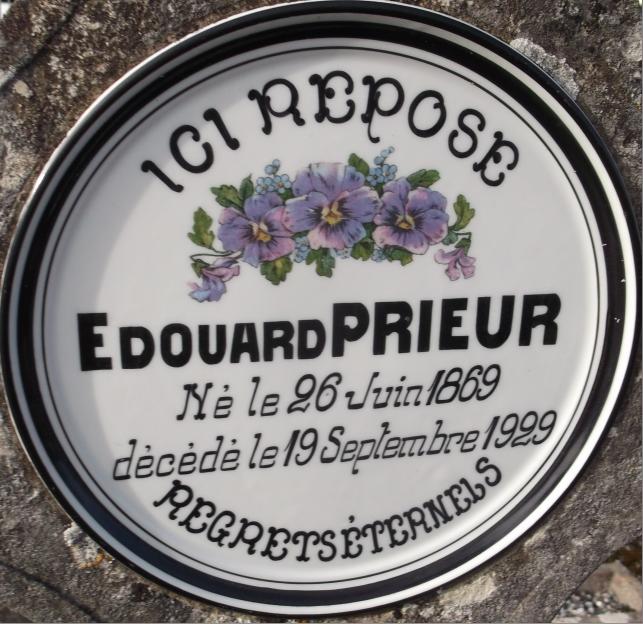 ICI REPOSE
EDOUARD PRIEUR
Né le 26 Juin 1869
décédé le 19 Septembre 1929
REGRETS ÉTERNELS